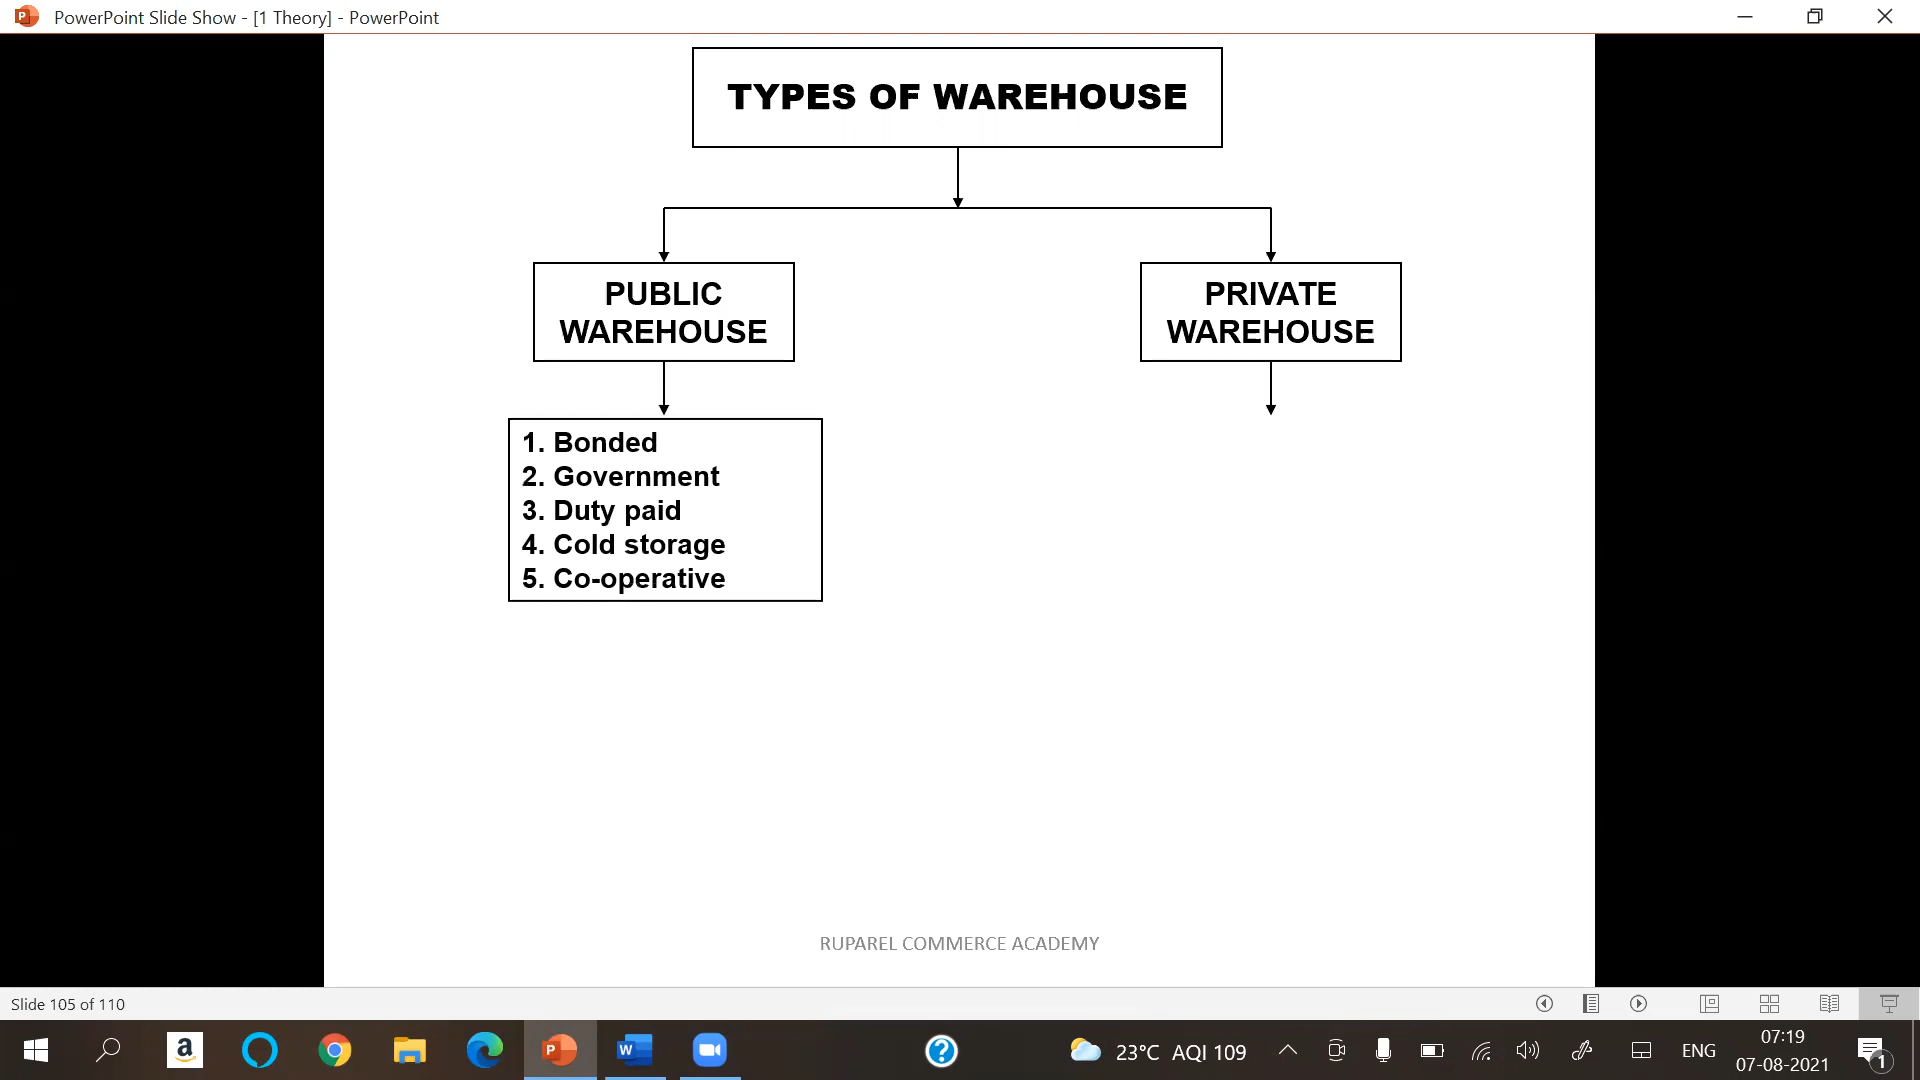 PowerPoint Slide Show - [1 Theory] - PowerPoint
TYPES OF WAREHOUSE
PUBLIC
WAREHOUSE
PRIVATE
WAREHOUSE
1. Bonded
2. Government
3. Duty paid
4. Cold storage
5. Co-operative
RUPAREL COMMERCE ACADEMY
Slide 105 of 110
23°C AQI 109
ENG
07:19
07-08-2021
1